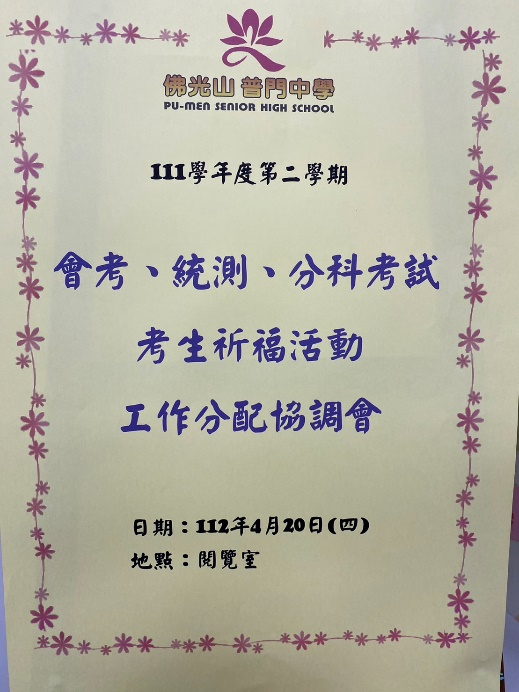 佛光山 普門中學
PU-MEN SENIOR HIGH SCHOOL
111學年度第二學期
會考、統測、分科考試
考生祈福活動
工作分配協調會
日期：112年4月20日(四)
地點：閱覽室